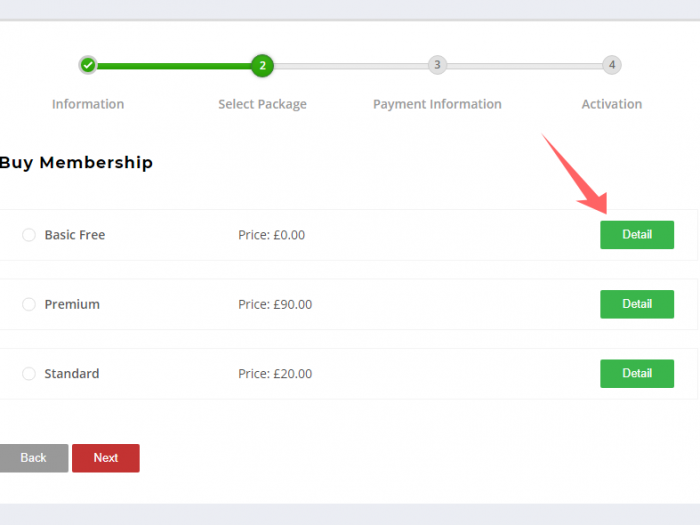 2 3 4
Information Select Package Payment Information Activation
Buy Membership
Basic Free Price: £0.00 Detail
Premium Price: £90.00 Detail
Standard Price: £20.00 Detail
Back Next